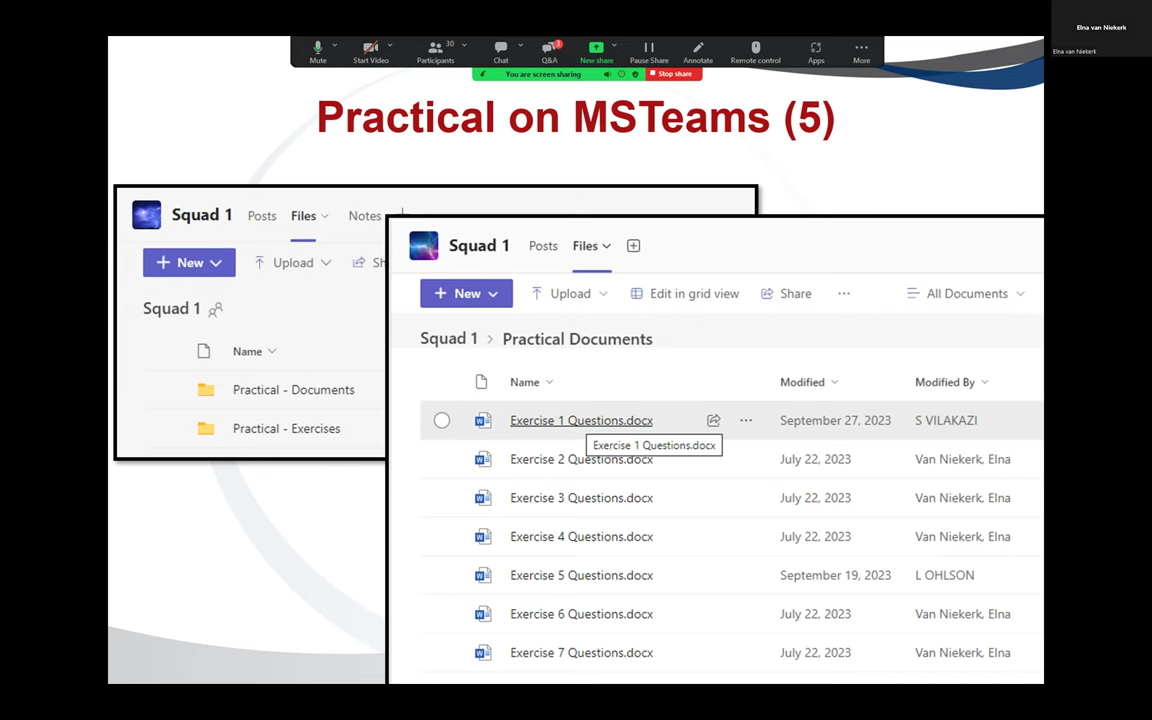 Elna van Niekerk
Elna van Niekerk
30
3
Mute
Start Video
Participants
Chat
Q&A
New share
Pause Share
Annotate
Remote control
Apps
More
You are screen sharing
Stop share
Practical on MSTeams (5)
Squad 1
Posts
Files
Notes
New
Upload
Sh
Squad 1
Name
Practical - Documents
Practical - Exercises
Squad 1
Posts
Files
New
Upload
Edit in grid view
Share
All Documents
Squad 1 > Practical Documents
Name
Modified
Modified By
Exercise 1 Questions.docx
September 27, 2023
S VILAKAZI
Exercise 1 Questions.docx
Exercise 2 Questions.docx
July 22, 2023
Van Niekerk, Elna
Exercise 3 Questions.docx
July 22, 2023
Van Niekerk, Elna
Exercise 4 Questions.docx
July 22, 2023
Van Niekerk, Elna
Exercise 5 Questions.docx
September 19, 2023
L OHLSON
Exercise 6 Questions.docx
July 22, 2023
Van Niekerk, Elna
Exercise 7 Questions.docx
July 22, 2023
Van Niekerk, Elna